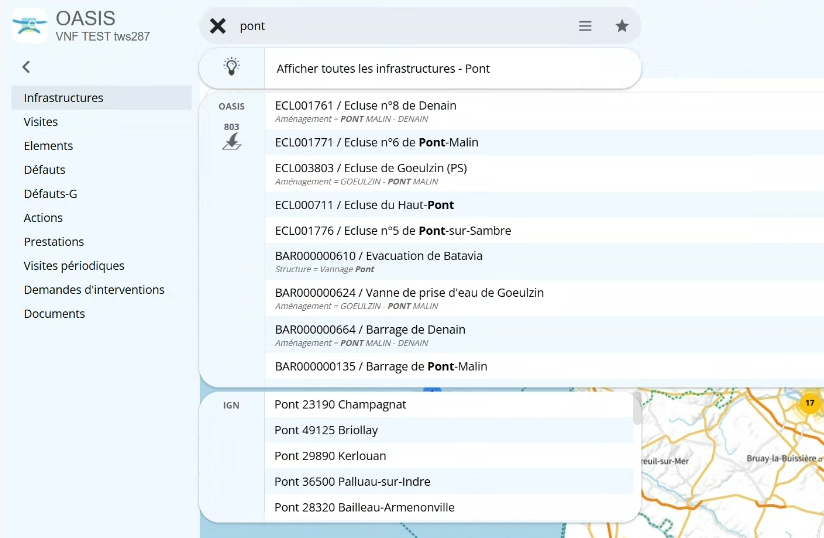 OASIS
VNF TEST tws287
pont
Infrastructures
Visites
Elements
Défauts
Défauts-G
Actions
Prestations
Visites périodiques
Demandes d'interventions
Documents
Afficher toutes les infrastructures - Pont
OASIS
803
ECL001761 / Ecluse n°8 de Denain
Aménagement = PONT MALIN - DENAIN
ECL001771 / Ecluse n°6 de Pont-Malin
ECL003803 / Ecluse de Goeulzin (PS)
Aménagement = GOEULZIN - PONT MALIN
ECL000711 / Ecluse du Haut-Pont
ECL001776 / Ecluse n°5 de Pont-sur-Sambre
BAR000000610 / Evacuation de Batavia
Structure = Vannage Pont
BAR000000624 / Vanne de prise d'eau de Goeulzin
Aménagement = GOEULZIN - PONT MALIN
BAR000000664 / Barrage de Denain
Aménagement = PONT MALIN - DENAIN
BAR000000135 / Barrage de Pont-Malin
IGN
Pont 23190 Champagnat
Pont 49125 Briollay
Pont 29890 Kerlouan
Pont 36500 Palluau-sur-Indre
Pont 28320 Bailleau-Armenonville
17
reuil-sur-Mer
Bruay-la-Buissière